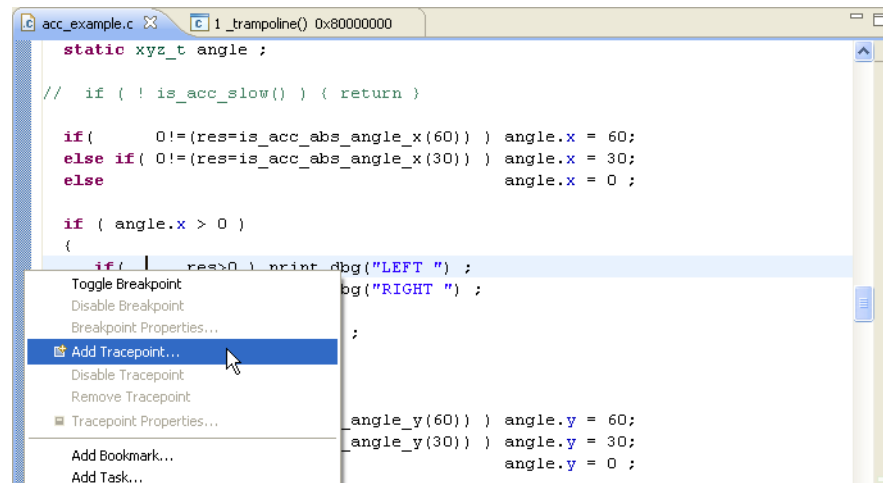 acc_example.c 1 _trampoline() 0x80000000
static xyz_t angle ;
// if ( ! is_acc_slow() ) { return }
if( 0!=(res=is_acc_abs_angle_x(60)) ) angle.x = 60;
else if( 0!=(res=is_acc_abs_angle_x(30)) ) angle.x = 30;
else angle.x = 0 ;
if ( angle.x > 0 )
{
if( res>0 ) print_dbg("LEFT ") ;
bg("RIGHT ") ;
;
_angle_y(60)) ) angle.y = 60;
_angle_y(30)) ) angle.y = 30;
angle.y = 0 ;
Toggle Breakpoint
Disable Breakpoint
Breakpoint Properties...
Add Tracepoint...
Disable Tracepoint
Remove Tracepoint
Tracepoint Properties...
Add Bookmark...
Add Task...